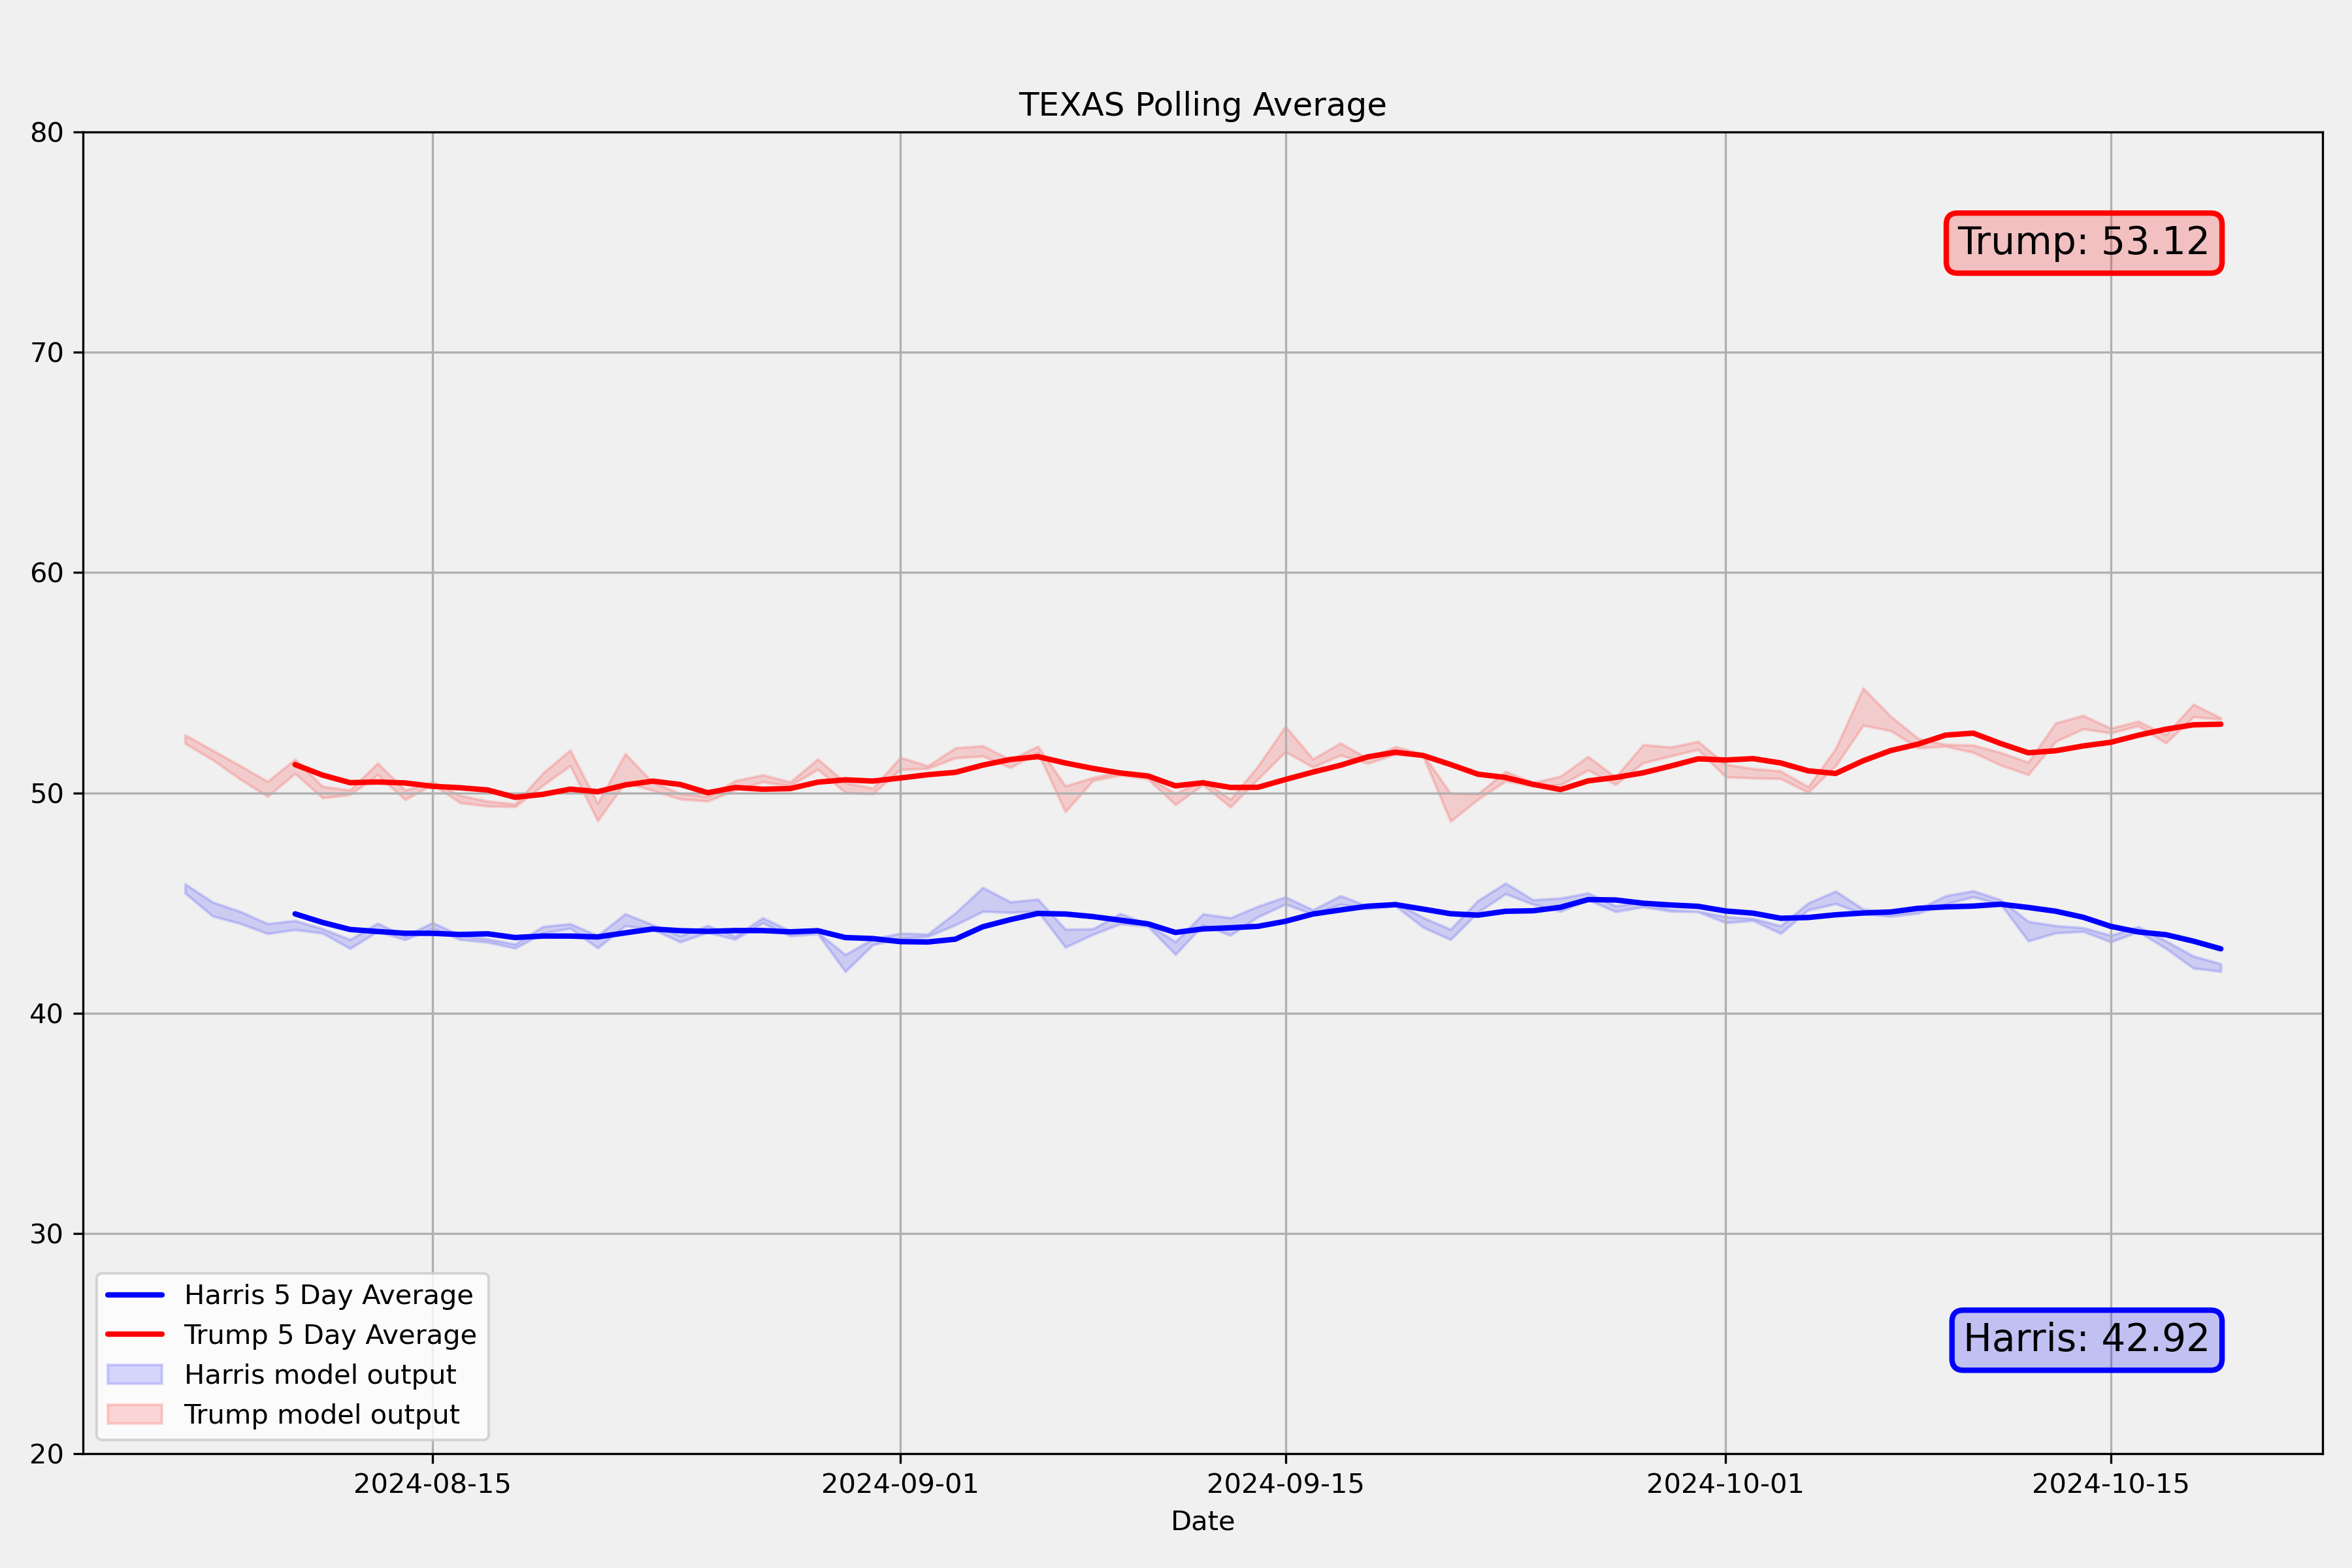 TEXAS Polling Average
80
70
60
50
40
30
20
Trump: 53.12
Harris: 42.92
Harris 5 Day Average
Trump 5 Day Average
Harris model output
Trump model output
2024-08-15
2024-09-01
2024-09-15
2024-10-01
2024-10-15
Date